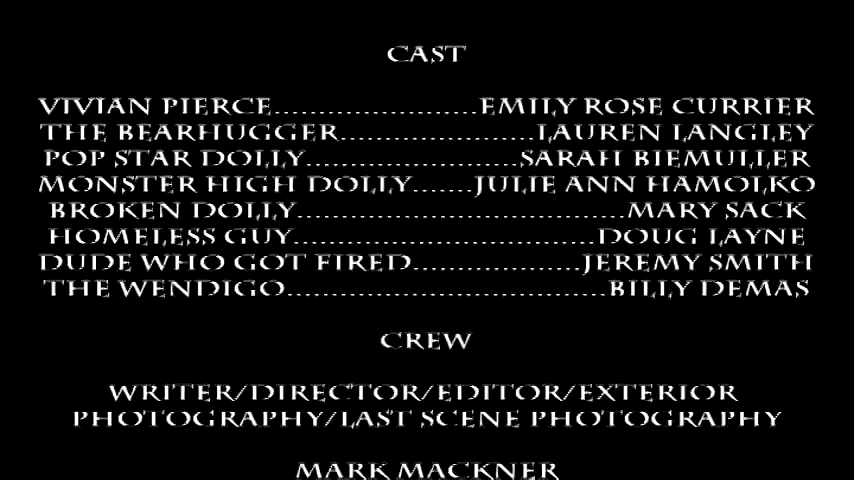 CAST
VIVIAN PIERCE.......................EMILY ROSE CURRIER
THE BEARHUGGER......................LAUREN LANGLEY
POP STAR DOLLY........................SARAH BIEMULLER
MONSTER HIGH DOLLY.......JULIE ANN HAMOLKO
BROKEN DOLLY.....................................MARY SACK
HOMELESS GUY..................................DOUG LAYNE
DUDE WHO GOT FIRED...................JEREMY SMITH
THE WENDIGO....................................BILLY DEMAS
CREW
WRITER/DIRECTOR/EDITOR/EXTERIOR
PHOTOGRAPHY/LAST SCENE PHOTOGRAPHY
MARK MACKNER